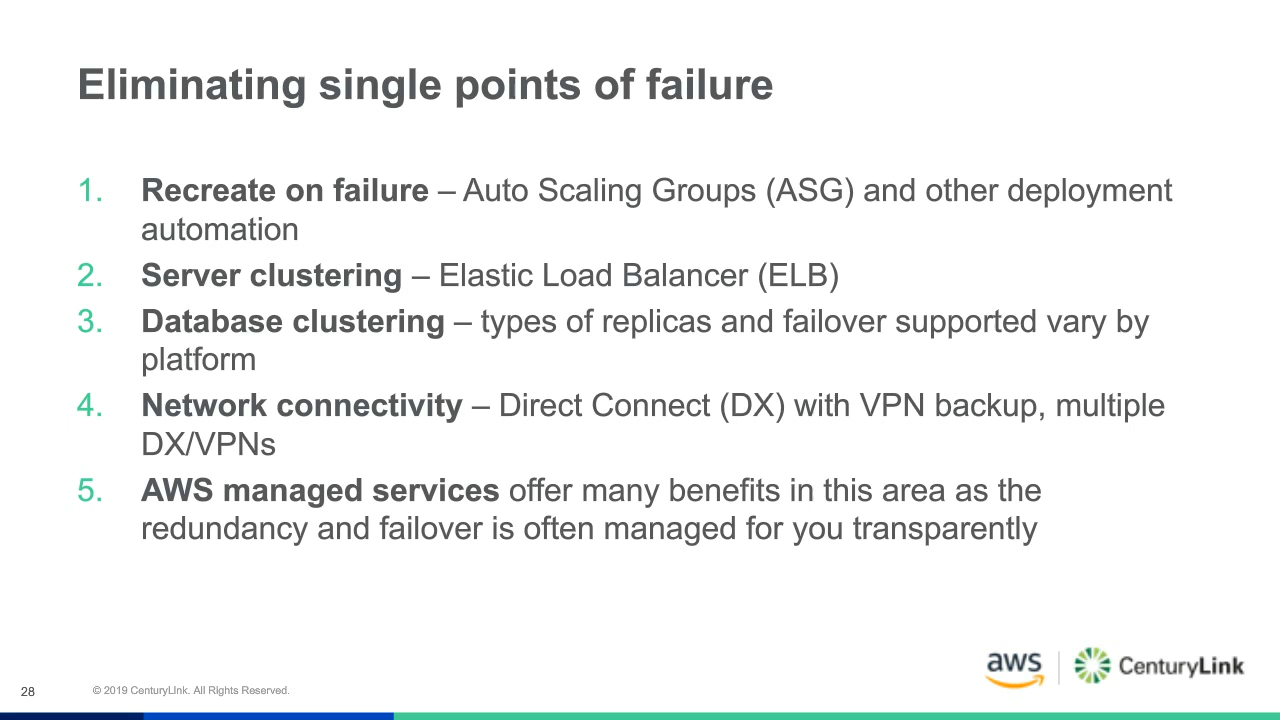 Eliminating single points of failure
1. Recreate on failure – Auto Scaling Groups (ASG) and other deployment
automation
2. Server clustering – Elastic Load Balancer (ELB)
3. Database clustering – types of replicas and failover supported vary by
platform
4. Network connectivity – Direct Connect (DX) with VPN backup, multiple
DX/VPNs
5. AWS managed services offer many benefits in this area as the
redundancy and failover is often managed for you transparently
aws
CenturyLink
28
© 2019 CenturyLInk. All Rights Reserved.